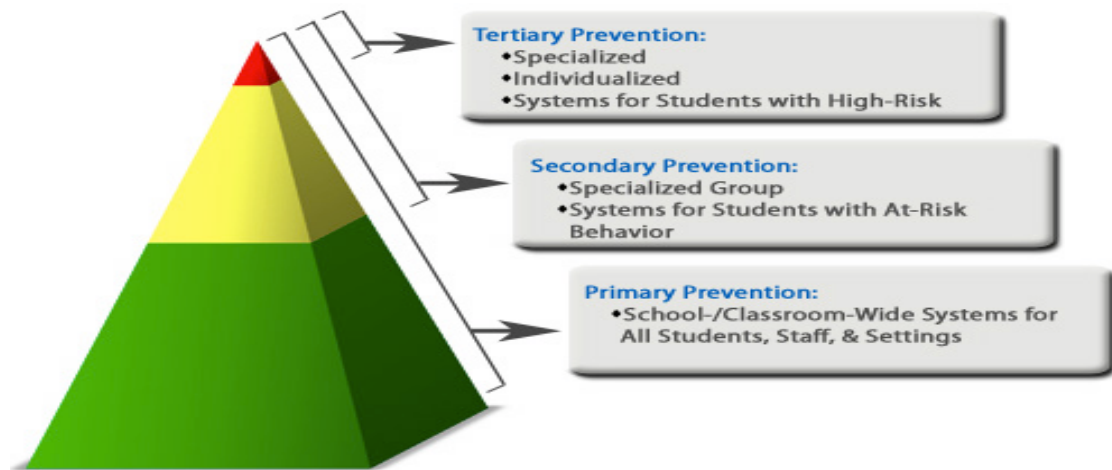 Tertiary Prevention:
◆Specialized
◆Individualized
◆Systems for Students with High-Risk
Secondary Prevention:
◆Specialized Group
◆Systems for Students with At-Risk
Behavior
Primary Prevention:
◆School-/Classroom-Wide Systems for
All Students, Staff, & Settings